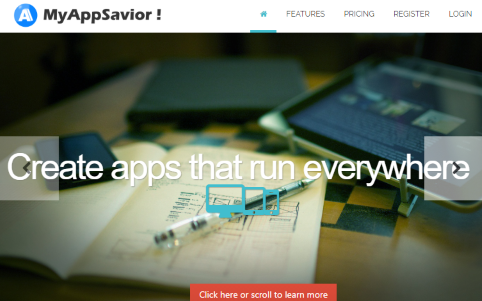 MyAppSavior !
FEATURES PRICING REGISTER LOGIN
Create apps that run everywhere
Click here or scroll to learn more